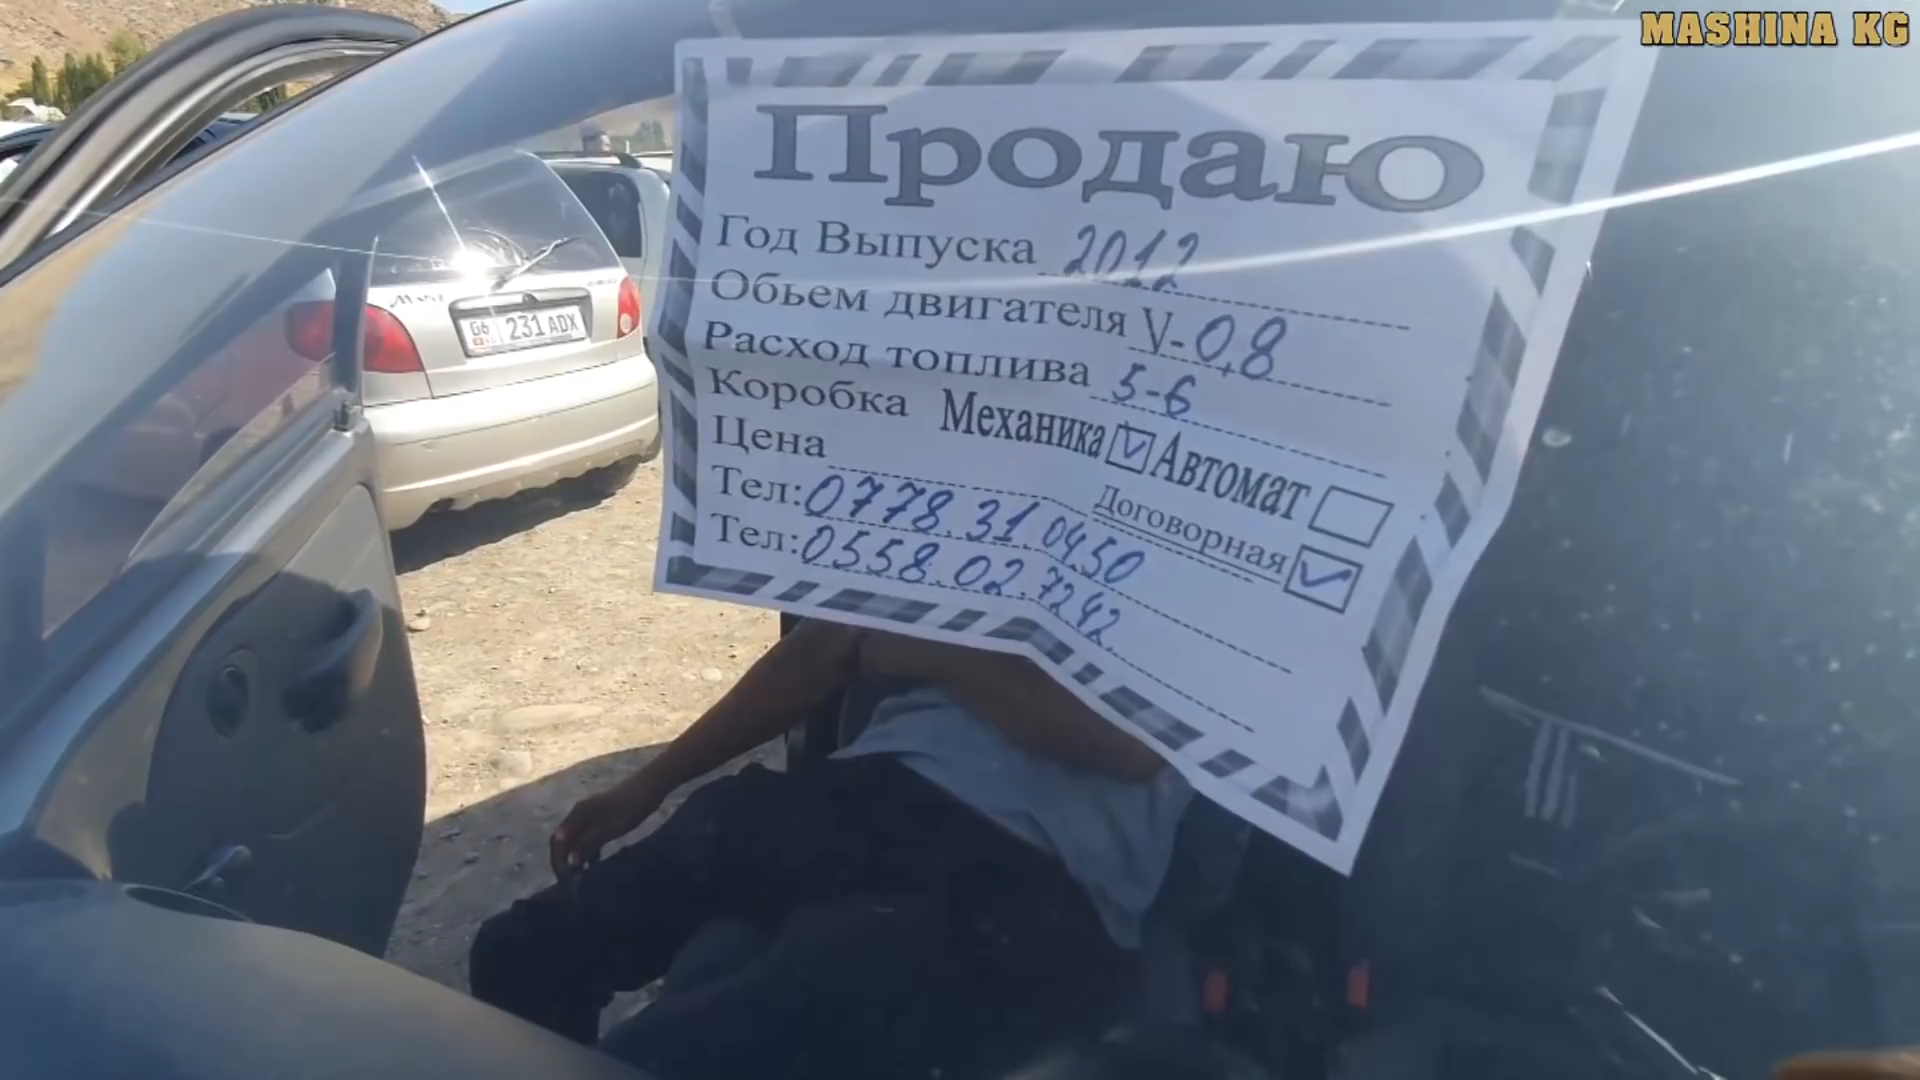 MASHINA KG
Продаю
Год Выпуска 2012
Обьем двигателя V-0,8
Расход топлива 5-6
Коробка Механика Автомат
Цена
Договорная
Тел:0778.31 04 50
Тел:0558.02.72 42
06 231 ADX